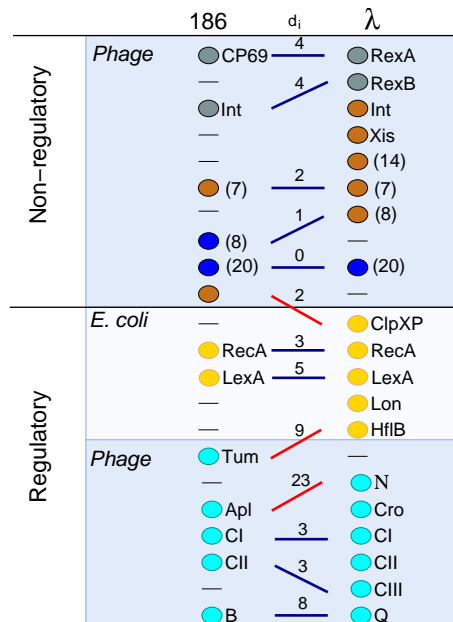 186 d i λ
Phage CP69 4 RexA
— 4 RexB
Int Int
— Xis
— (14)
(7) 2 (7)
— 1 (8)
(8) —
(20) 0 (20)
2 —
Non–regulatory
E. coli — ClpXP
RecA 3 RecA
LexA 5 LexA
— Lon
— 9 HflB
Phage Tum —
— 23 N
Apl Cro
CI 3 CI
CII 3 CII
— CIII
B 8 Q
Regulatory